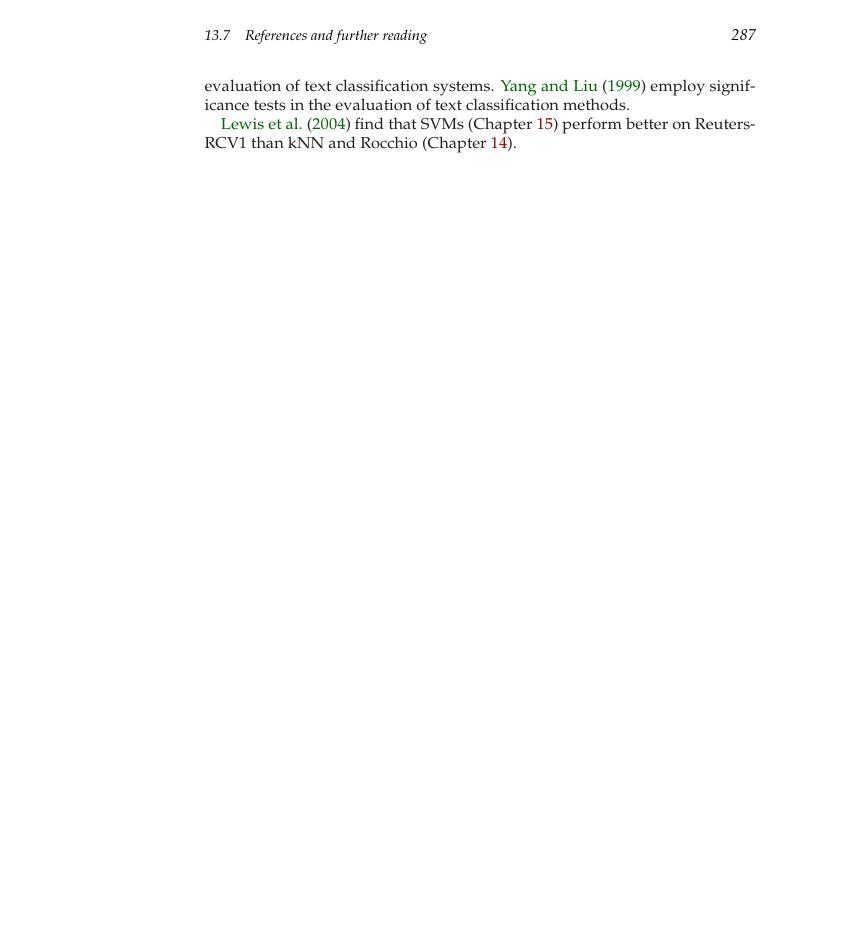 13.7 References and further reading 287
evaluation of text classification systems. Yang and Liu (1999) employ signif-
icance tests in the evaluation of text classification methods.
Lewis et al. (2004) find that SVMs (Chapter 15) perform better on Reuters-
RCV1 than kNN and Rocchio (Chapter 14).